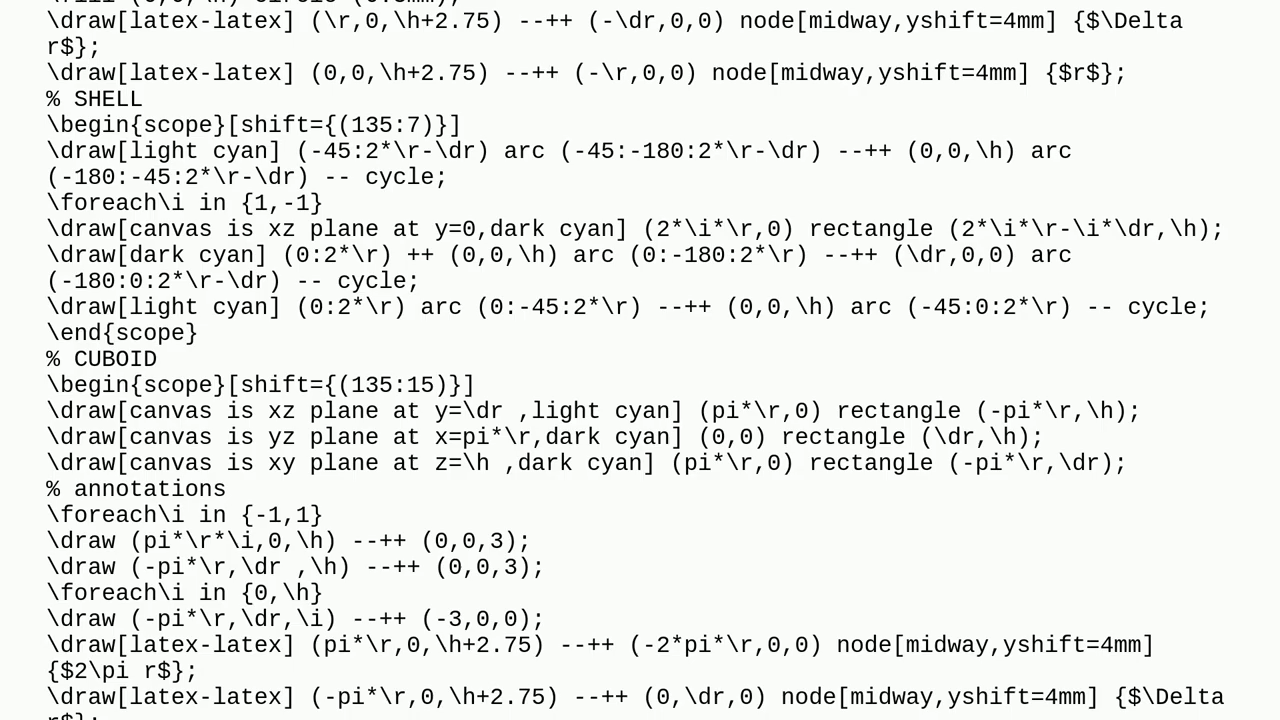 \fill (0,0,\h) circle (0.8mm);
\draw[latex-latex] (\r,0,\h+2.75) --++ (-\dr,0,0) node[midway,yshift=4mm] {$\Delta
r$};
\draw[latex-latex] (0,0,\h+2.75) --++ (-\r,0,0) node[midway,yshift=4mm] {$r$};
% SHELL
\begin{scope}[shift={(135:7)}]
\draw[light cyan] (-45:2*\r-\dr) arc (-45:-180:2*\r-\dr) --++ (0,0,\h) arc
(-180:-45:2*\r-\dr) -- cycle;
\foreach\i in {1,-1}
\draw[canvas is xz plane at y=0,dark cyan] (2*\i*\r,0) rectangle (2*\i*\r-\i*\dr,\h);
\draw[dark cyan] (0:2*\r) ++ (0,0,\h) arc (0:-180:2*\r) --++ (\dr,0,0) arc
(-180:0:2*\r-\dr) -- cycle;
\draw[light cyan] (0:2*\r) arc (0:-45:2*\r) --++ (0,0,\h) arc (-45:0:2*\r) -- cycle;
\end{scope}
% CUBOID
\begin{scope}[shift={(135:15)}]
\draw[canvas is xz plane at y=\dr ,light cyan] (pi*\r,0) rectangle (-pi*\r,\h);
\draw[canvas is yz plane at x=pi*\r,dark cyan] (0,0) rectangle (\dr,\h);
\draw[canvas is xy plane at z=\h ,dark cyan] (pi*\r,0) rectangle (-pi*\r,\dr);
% annotations
\foreach\i in {-1,1}
\draw (pi*\r*\i,0,\h) --++ (0,0,3);
\draw (-pi*\r,\dr ,\h) --++ (0,0,3);
\foreach\i in {0,\h}
\draw (-pi*\r,\dr,\i) --++ (-3,0,0);
\draw[latex-latex] (pi*\r,0,\h+2.75) --++ (-2*pi*\r,0,0) node[midway,yshift=4mm]
{$2\pi r$};
\draw[latex-latex] (-pi*\r,0,\h+2.75) --++ (0,\dr,0) node[midway,yshift=4mm] {$\Delta
r$};